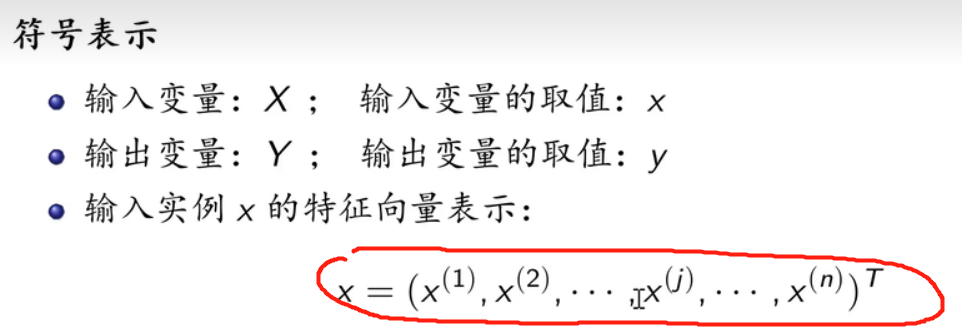 符号表示
输入变量：X ； 输入变量的取值：x
输出变量：Y ； 输出变量的取值：y
输入实例 x 的特征向量表示：
x = (x⁽¹⁾, x⁽²⁾, ⋯ , x⁽ʲ⁾, ⋯ , x⁽ⁿ⁾)ᵀ